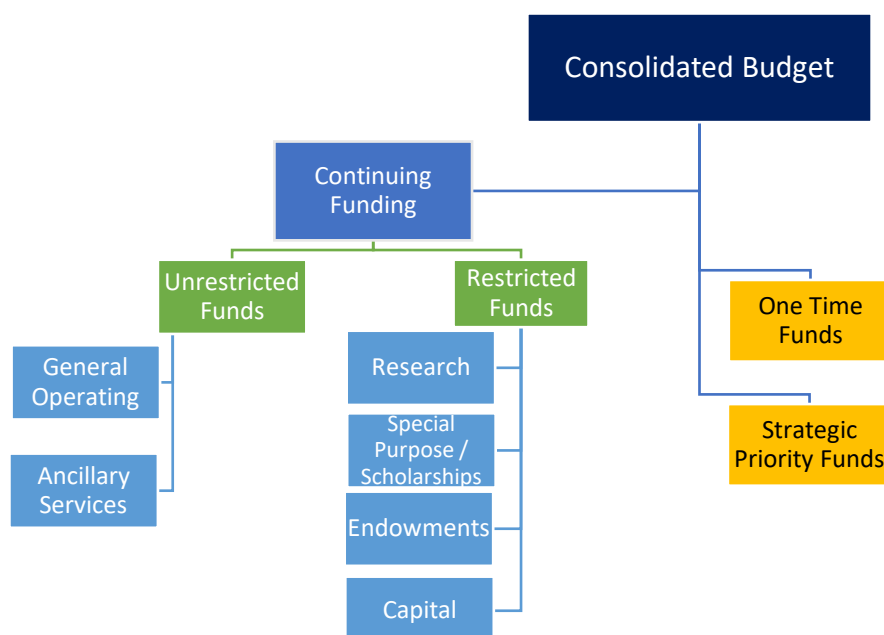 Consolidated Budget
Continuing
Funding
Unrestricted
Funds
Restricted
Funds
General
Operating
Ancillary
Services
Research
Special
Purpose /
Scholarships
Endowments
Capital
One Time
Funds
Strategic
Priority Funds